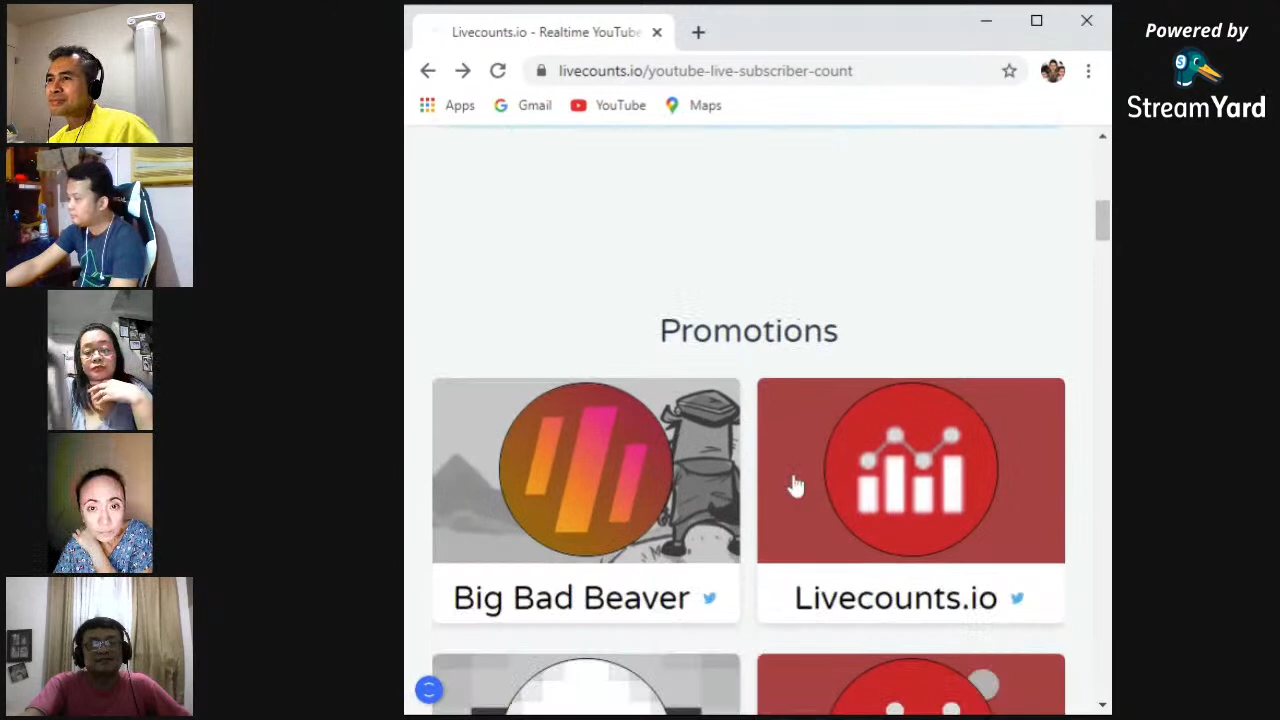 Livecounts.io - Realtime YouTube
livecounts.io/youtube-live-subscriber-count
Apps
Gmail
YouTube
Maps
Powered by
StreamYard
Promotions
Big Bad Beaver
Livecounts.io